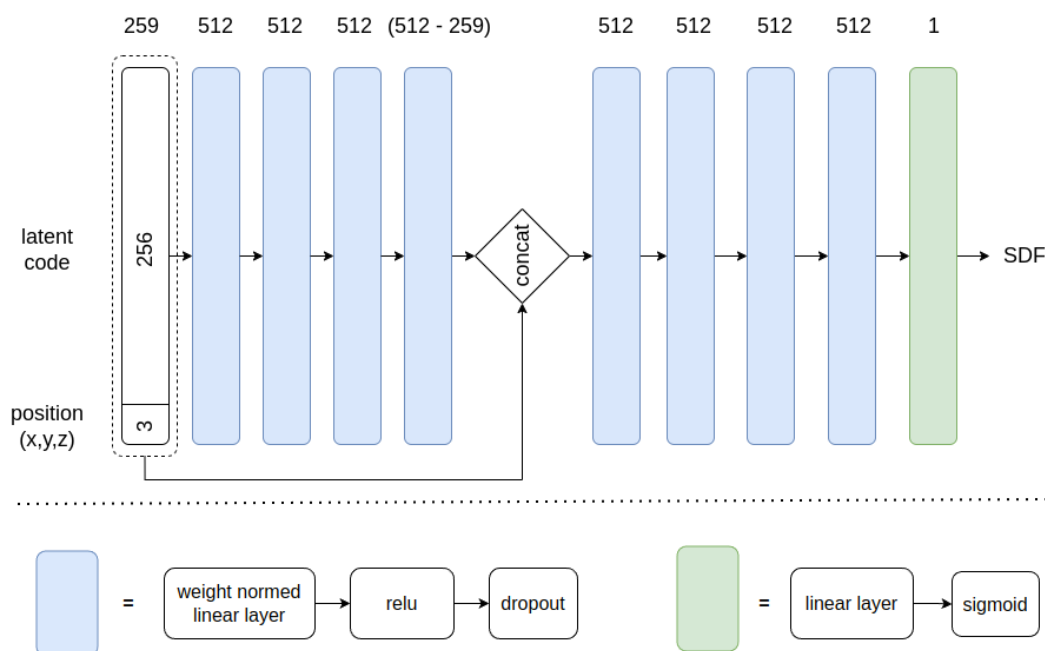 259 512 512 512 (512 - 259) 512 512 512 512 1
latent
code
256
concat
SDF
position
(x,y,z)
3
= weight normed
linear layer
relu
dropout
= linear layer
sigmoid